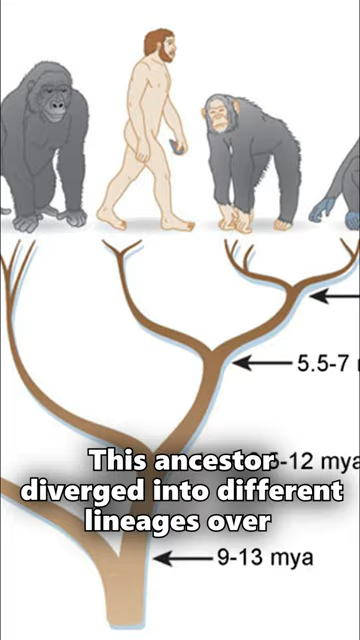 5.5-7
-12 mya
This ancestor
diverged into different
lineages over
9-13 mya